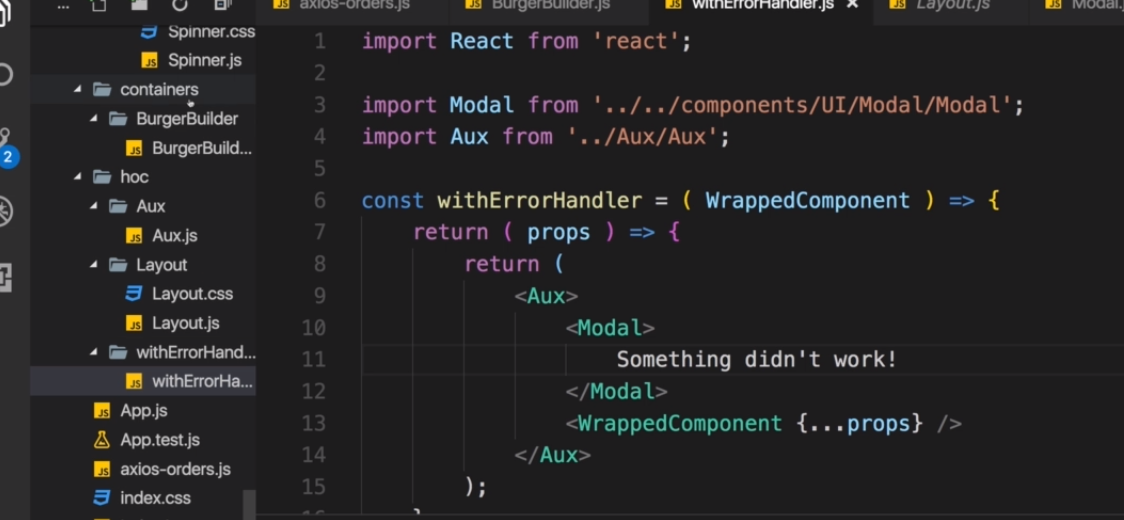 axios-orders.js BurgerBuilder.js withErrorHandler.js × Layout.js Modal.
Spinner.css
Spinner.js
containers
BurgerBuilder
BurgerBuild...
hoc
Aux
Aux.js
Layout
Layout.css
Layout.js
withErrorHand...
withErrorHa...
App.js
App.test.js
axios-orders.js
index.css
2
1 import React from 'react';
2
3 import Modal from '../../components/UI/Modal/Modal';
4 import Aux from '../Aux/Aux';
5
6 const withErrorHandler = ( WrappedComponent ) => {
7 return ( props ) => {
8 return (
9 <Aux>
10 <Modal>
11 Something didn't work!
12 </Modal>
13 <WrappedComponent {...props} />
14 </Aux>
15 );